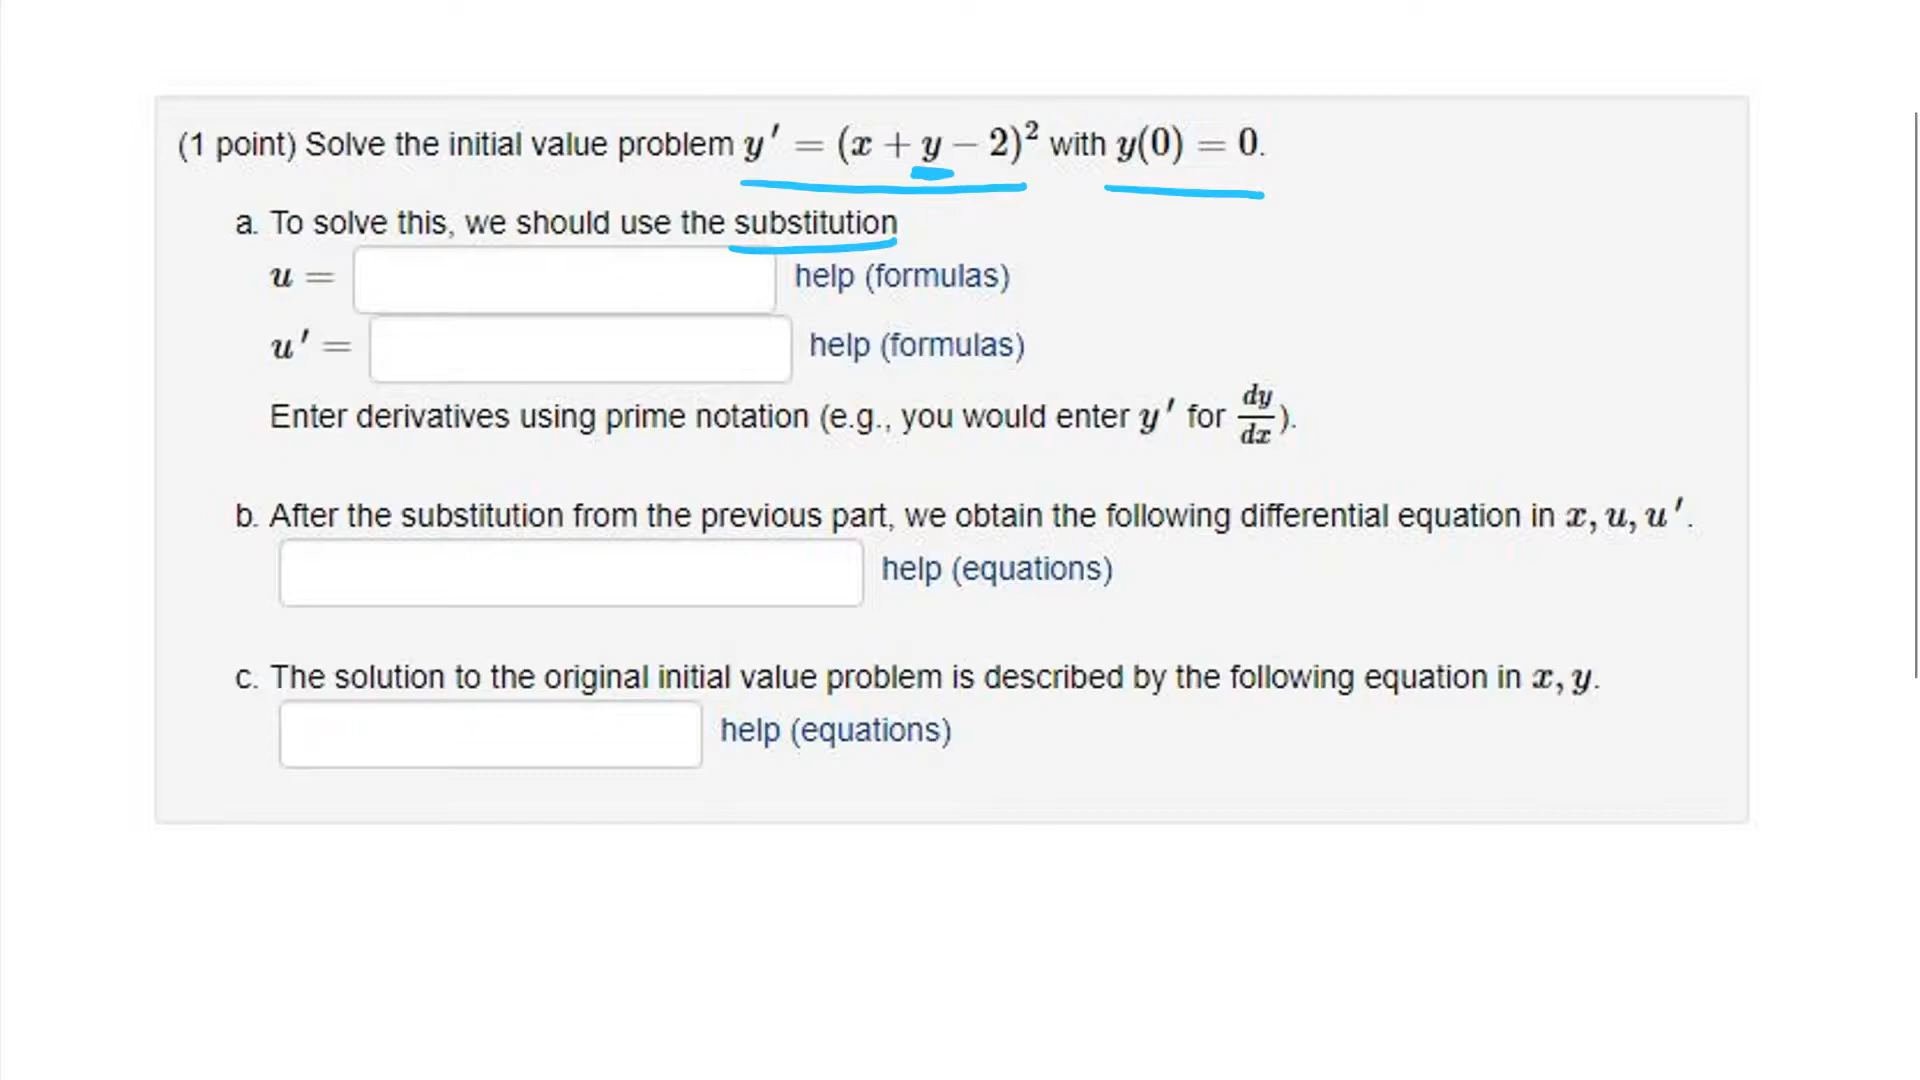 (1 point) Solve the initial value problem y′ = (x + y − 2)² with y(0) = 0.
a. To solve this, we should use the substitution
u = help (formulas)
u′ = help (formulas)
Enter derivatives using prime notation (e.g., you would enter y′ for dy/dx).
b. After the substitution from the previous part, we obtain the following differential equation in x, u, u′.
help (equations)
c. The solution to the original initial value problem is described by the following equation in x, y.
help (equations)